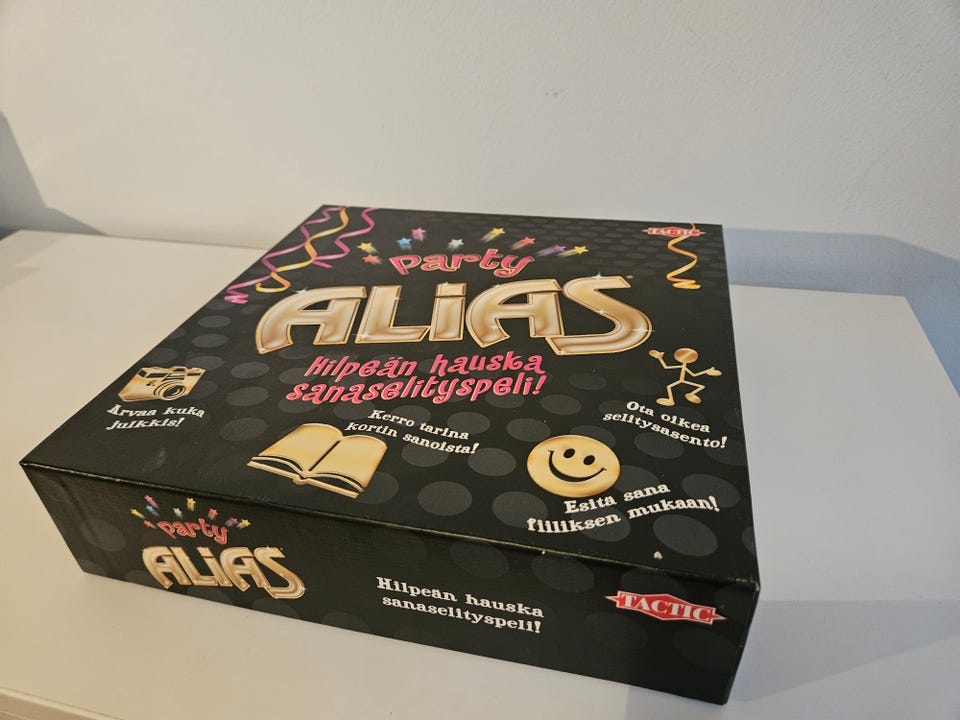 TACTIC
party
ALiAS
Hilpeän hauska
sanaselityspeli!
Arvaa kuka
julkkis!
Kerro tarina
kortin sanoista!
Ota oikea
selitysasento!
Esitä sana
fiiliksen mukaan!
party
ALiAS
Hilpeän hauska
sanaselityspeli!
TACTIC